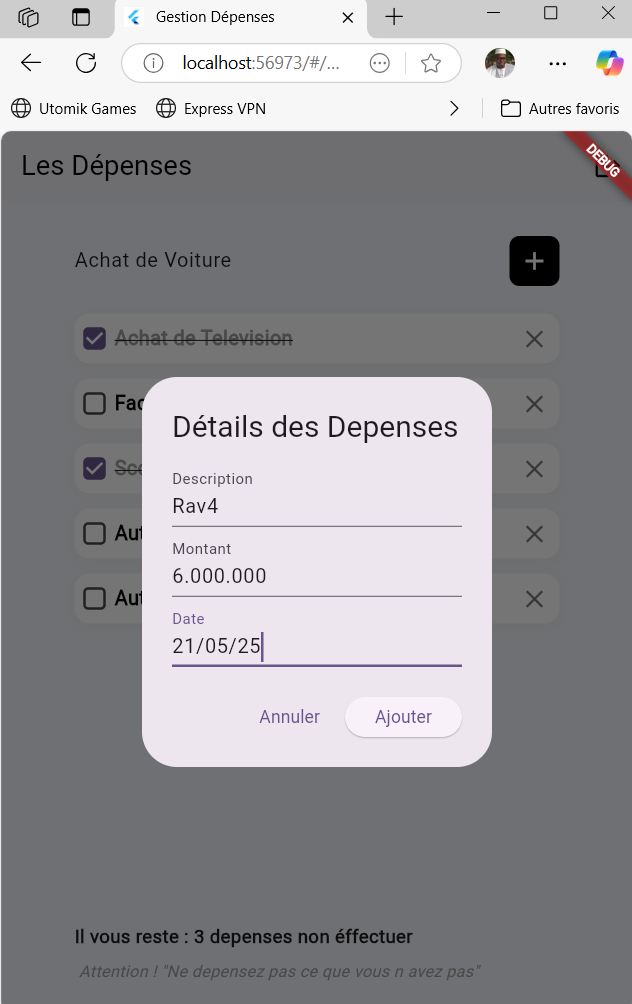 Gestion Dépenses
localhost:56973/#/...
Utomik Games
Express VPN
Autres favoris
Les Dépenses
DEBUG
Achat de Voiture
Achat de Television
Fac
Sco
Aut
Aut
Détails des Depenses
Description
Rav4
Montant
6.000.000
Date
21/05/25
Annuler
Ajouter
Il vous reste : 3 depenses non éffectuer
Attention ! "Ne depensez pas ce que vous n avez pas"